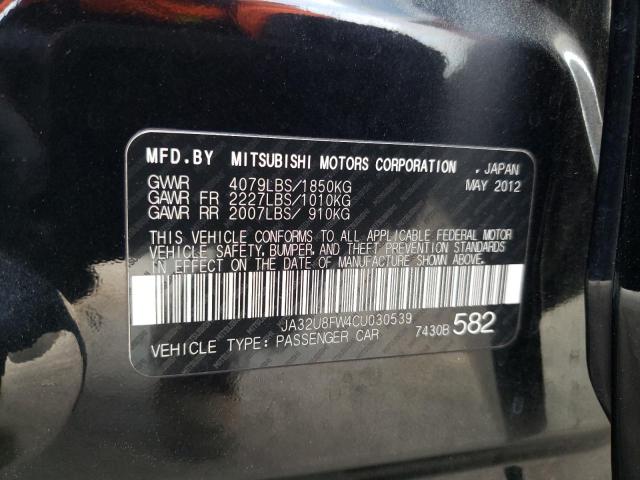 MFD.BY MITSUBISHI MOTORS CORPORATION . JAPAN
GVWR 4079LBS/1850KG MAY 2012
GAWR FR 2227LBS/1010KG
GAWR RR 2007LBS/ 910KG
THIS VEHICLE CONFORMS TO ALL APPLICABLE FEDERAL MOTOR
VEHICLE SAFETY, BUMPER, AND THEFT PREVENTION STANDARDS
IN EFFECT ON THE DATE OF MANUFACTURE SHOWN ABOVE.
JA32U8FW4CU030539
VEHICLE TYPE: PASSENGER CAR 7430B 582